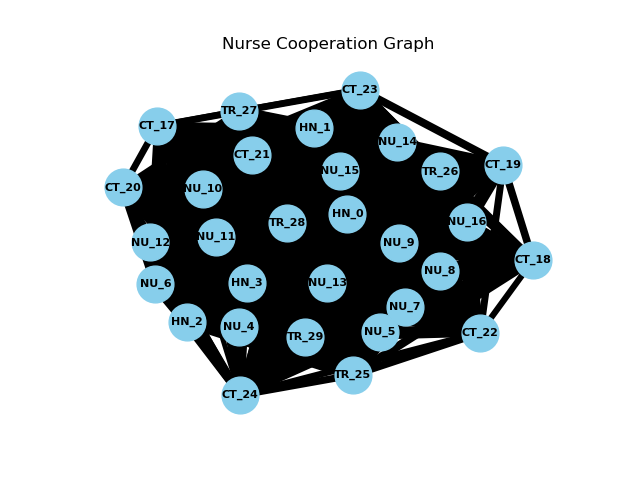 Nurse Cooperation Graph
CT_23
TR_27
CT_17
HN_1
NU_14
CT_21
CT_19
NU_15
TR_26
CT_20
NU_10
HN_0
NU_16
TR_28
NU_11
NU_12
NU_9
CT_18
NU_8
HN_3
NU_13
NU_6
NU_7
HN_2
NU_4
NU_5
CT_22
TR_29
TR_25
CT_24